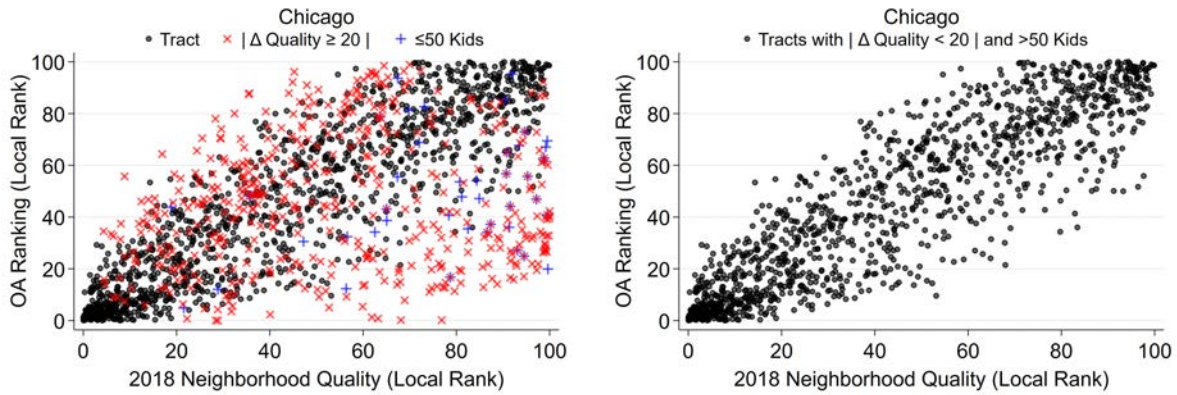 Chicago
Tract | Δ Quality ≥ 20 | ≤50 Kids
OA Ranking (Local Rank)
100
80
60
40
20
0
0 20 40 60 80 100
2018 Neighborhood Quality (Local Rank)
Chicago
Tracts with | Δ Quality < 20 | and >50 Kids
OA Ranking (Local Rank)
100
80
60
40
20
0
0 20 40 60 80 100
2018 Neighborhood Quality (Local Rank)